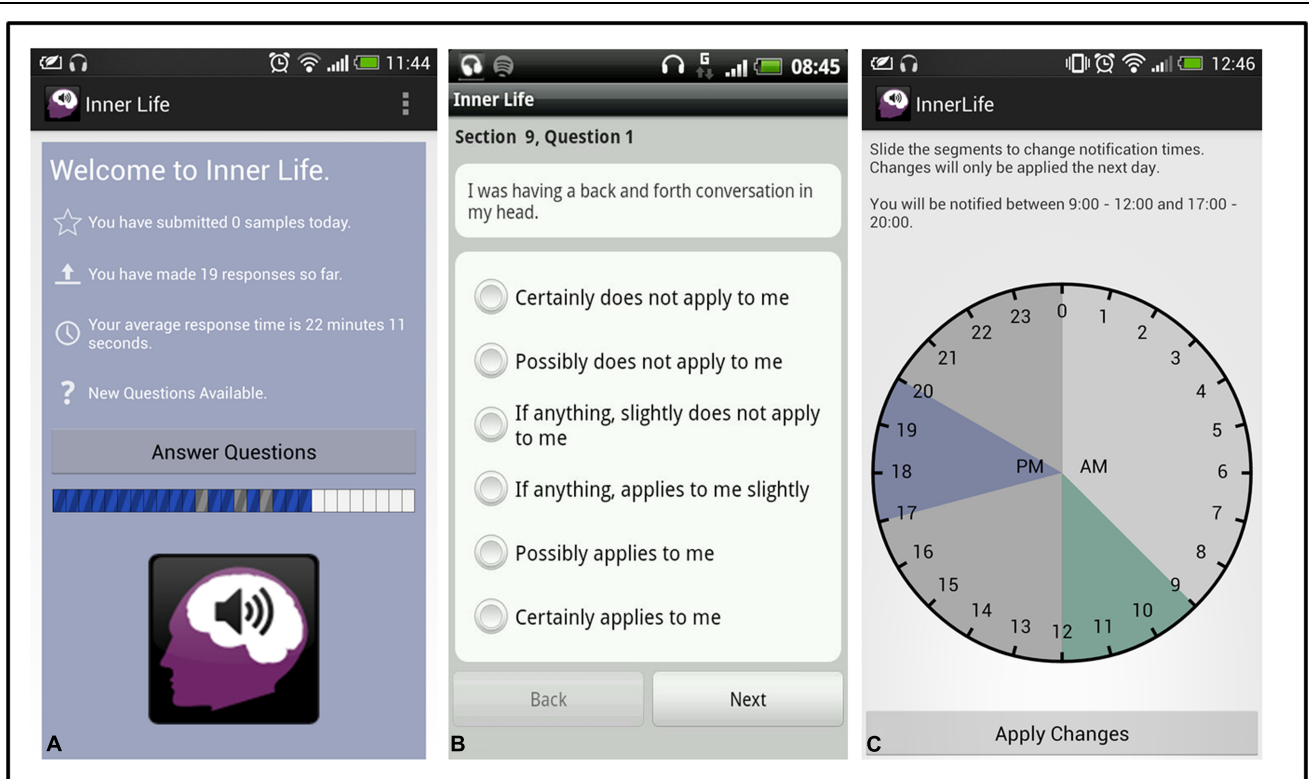 11:44
Inner Life
Welcome to Inner Life.
You have submitted 0 samples today.
You have made 19 responses so far.
Your average response time is 22 minutes 11
seconds.
? New Questions Available.
Answer Questions
A
G
08:45
Inner Life
Section 9, Question 1
I was having a back and forth conversation in
my head.
Certainly does not apply to me
Possibly does not apply to me
If anything, slightly does not apply
to me
If anything, applies to me slightly
Possibly applies to me
Certainly applies to me
Back
Next
B
12:46
InnerLife
Slide the segments to change notification times.
Changes will only be applied the next day.
You will be notified between 9:00 - 12:00 and 17:00 -
20:00.
0
1
2
3
4
5
6
7
8
9
10
11
12
13
14
15
16
17
18
19
20
21
22
23
PM
AM
Apply Changes
C